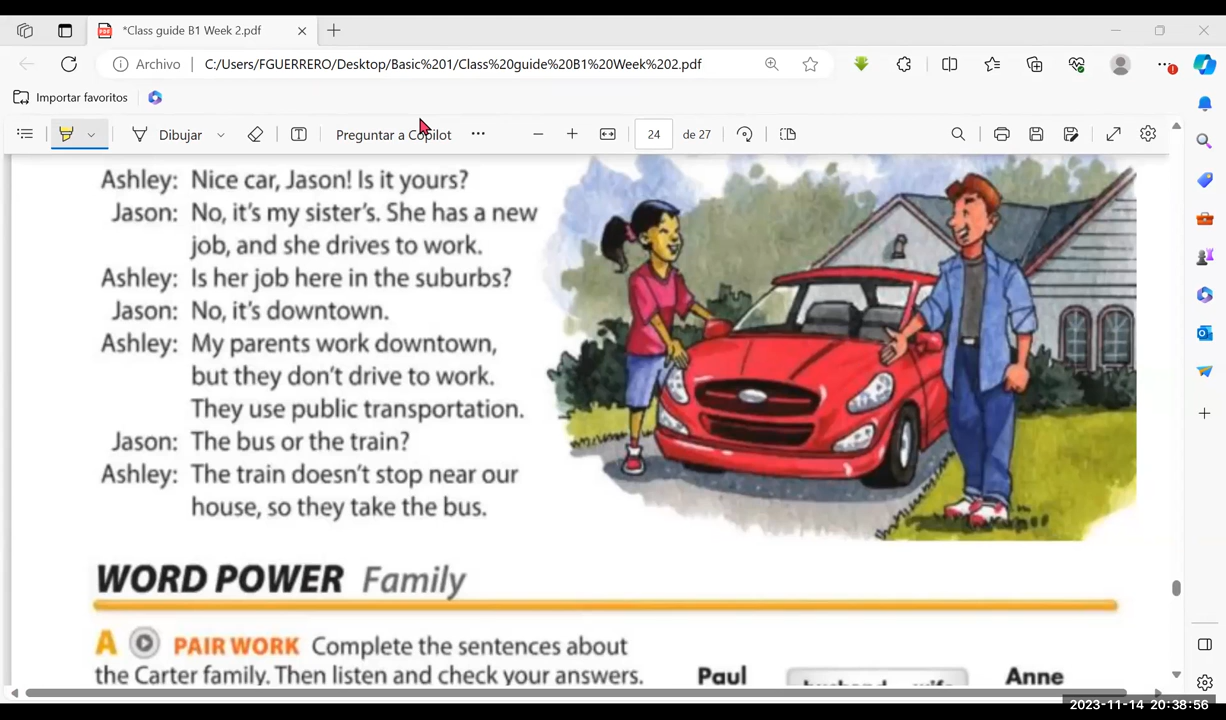 *Class guide B1 Week 2.pdf
Archivo | C:/Users/FGUERRERO/Desktop/Basic%201/Class%20guide%20B1%20Week%202.pdf
Importar favoritos
Dibujar
Preguntar a Copilot
24 de 27
Ashley: Nice car, Jason! Is it yours?
Jason: No, it's my sister's. She has a new
job, and she drives to work.
Ashley: Is her job here in the suburbs?
Jason: No, it's downtown.
Ashley: My parents work downtown,
but they don't drive to work.
They use public transportation.
Jason: The bus or the train?
Ashley: The train doesn't stop near our
house, so they take the bus.
WORD POWER Family
A PAIR WORK Complete the sentences about
the Carter family. Then listen and check your answers.
Paul husband wife Anne
2023-11-14 20:38:56